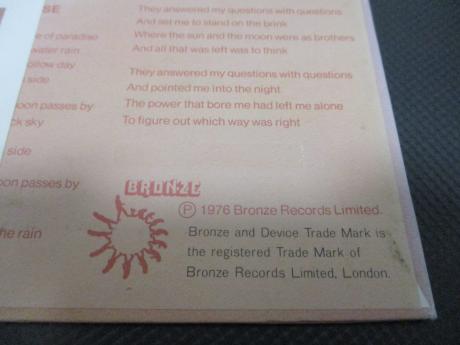 SE
e of paradise
water rain
ollow day
side
oon passes by
ck sky
side
oon passes by
he rain
They answered my questions with questions
And set me to stand on the brink
Where the sun and the moon were as brothers
And all that was left was to think
They answered my questions with questions
And pointed me into the night
The power that bore me had left me alone
To figure out which way was right
BRONZE
Ⓟ 1976 Bronze Records Limited.
Bronze and Device Trade Mark is
the registered Trade Mark of
Bronze Records Limited, London.